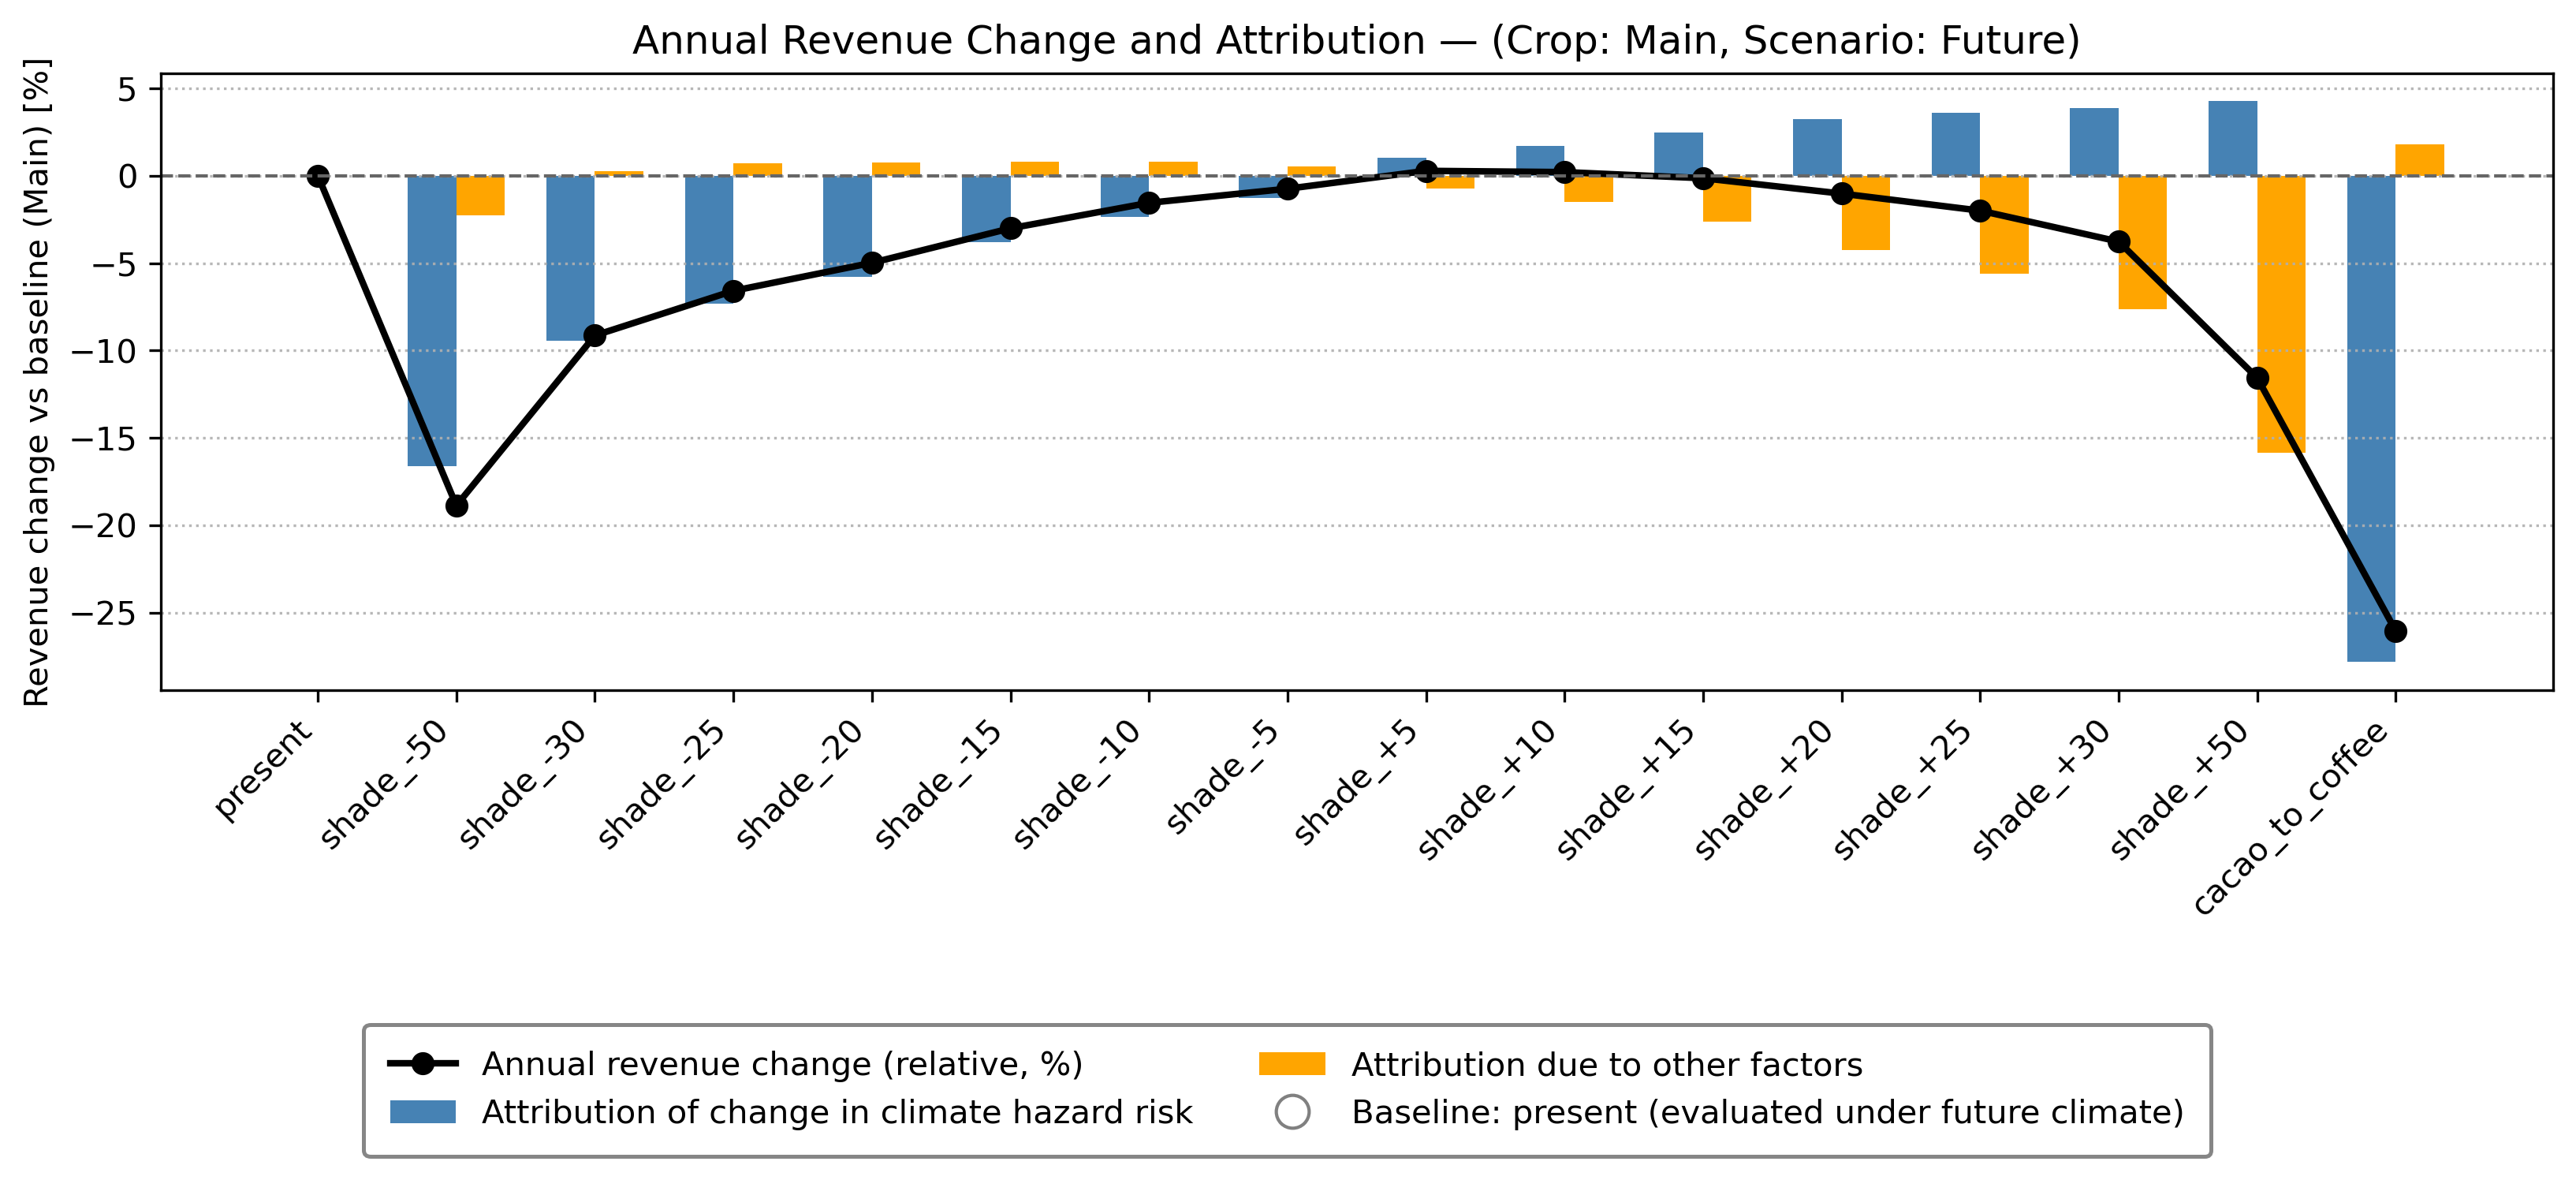 Annual Revenue Change and Attribution — (Crop: Main, Scenario: Future)
Revenue change vs baseline (Main) [%]
5
0
−5
−10
−15
−20
−25
present
shade_-50
shade_-30
shade_-25
shade_-20
shade_-15
shade_-10
shade_-5
shade_+5
shade_+10
shade_+15
shade_+20
shade_+25
shade_+30
shade_+50
cacao_to_coffee
Annual revenue change (relative, %)
Attribution of change in climate hazard risk
Attribution due to other factors
Baseline: present (evaluated under future climate)